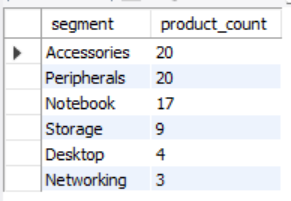 segment product_count
Accessories 20
Peripherals 20
Notebook 17
Storage 9
Desktop 4
Networking 3